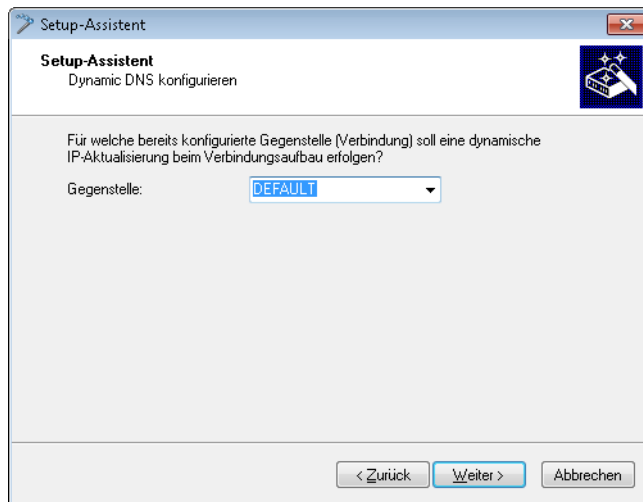 Setup-Assistent
Setup-Assistent
Dynamic DNS konfigurieren
Für welche bereits konfigurierte Gegenstelle (Verbindung) soll eine dynamische
IP-Aktualisierung beim Verbindungsaufbau erfolgen?
Gegenstelle: DEFAULT
< Zurück Weiter > Abbrechen